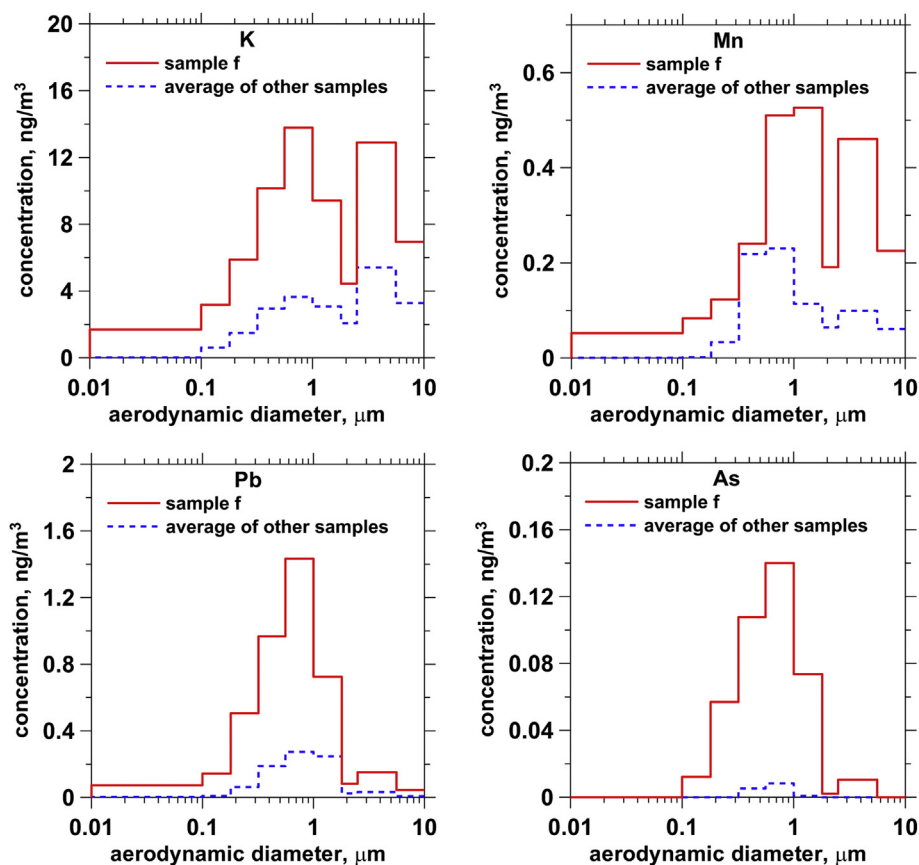 K
sample f
average of other samples
concentration, ng/m³
20
16
12
8
4
0
0.01
0.1
1
10
aerodynamic diameter, μm
Mn
sample f
average of other samples
concentration, ng/m³
0.6
0.4
0.2
0
0.01
0.1
1
10
aerodynamic diameter, μm
Pb
sample f
average of other samples
concentration, ng/m³
2
1.6
1.2
0.8
0.4
0
0.01
0.1
1
10
aerodynamic diameter, μm
As
sample f
average of other samples
concentration, ng/m³
0.2
0.16
0.12
0.08
0.04
0
0.01
0.1
1
10
aerodynamic diameter, μm